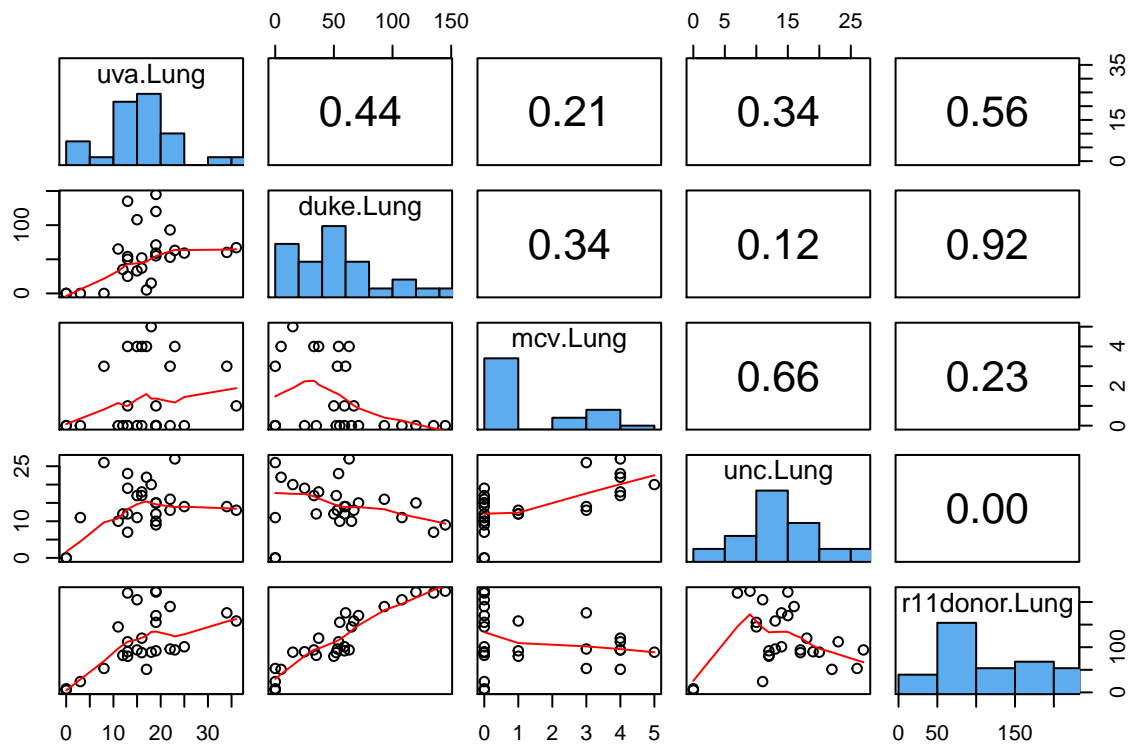 0 50 100 150 0 5 15 25
uva.Lung 0.44 0.21 0.34 0.56 0 15 35
0 100 duke.Lung 0.34 0.12 0.92
mcv.Lung 0.66 0.23 0 2 4
0 10 25 unc.Lung 0.00
r11donor.Lung 0 100
0 10 20 30 0 1 2 3 4 5 0 50 150